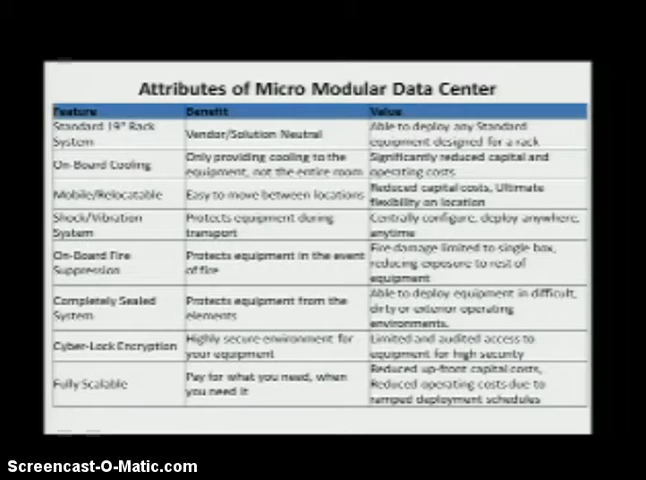 Attributes of Micro Modular Data Center
Feature Benefit Value
Standard 19" Rack System Vendor/Solution Neutral Able to deploy any Standard equipment designed for a rack
On-Board Cooling Only providing cooling to the equipment, not the entire room Significantly reduced capital and operating costs
Mobile/Relocatable Easy to move between locations Reduced capital costs, Ultimate flexibility on location
Shock/Vibration System Protects equipment during transport Centrally configure, deploy anywhere, anytime
On-Board Fire Suppression Protects equipment in the event of fire Fire damage limited to single box, reducing exposure to rest of equipment
Completely Sealed System Protects equipment from the elements Able to deploy equipment in difficult, dirty or exterior operating environments.
Cyber-Lock Encryption Highly secure environment for your equipment Limited and audited access to equipment for high security
Fully Scalable Pay for what you need, when you need it Reduced up-front capital costs, Reduced operating costs due to ramped deployment schedules
Screencast-O-Matic.com